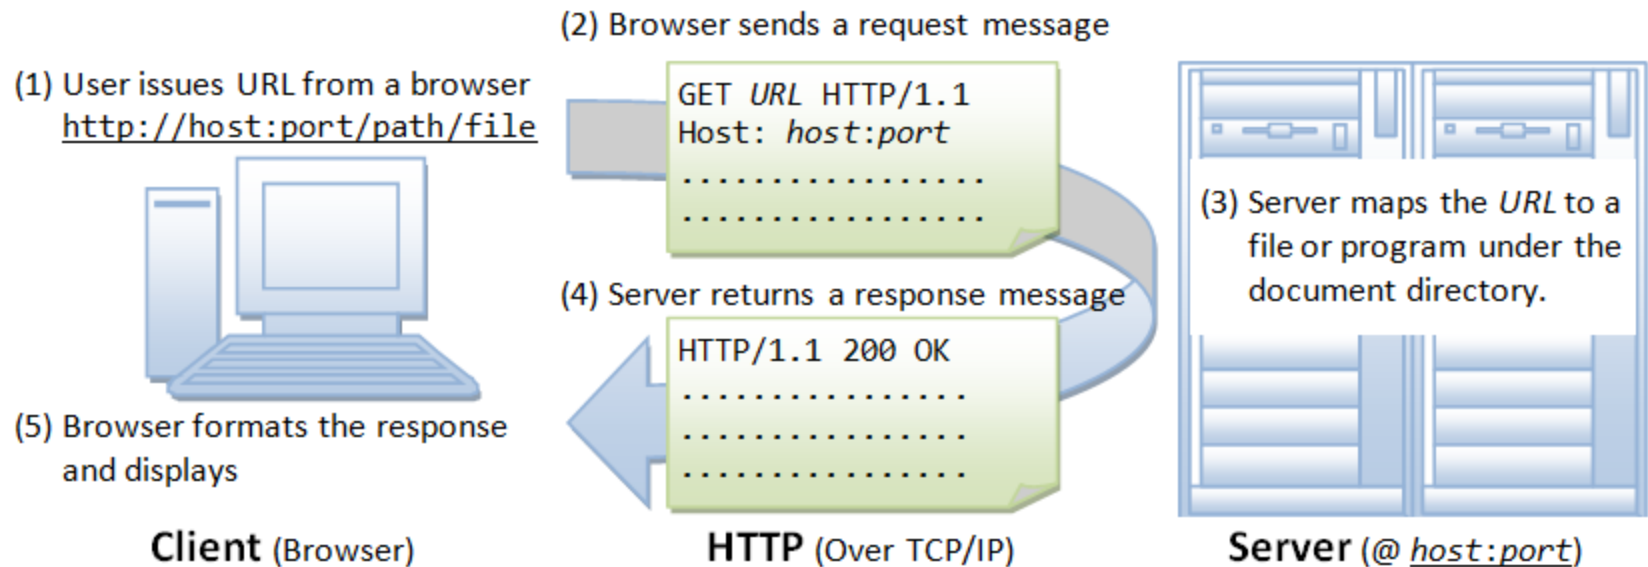 (1) User issues URL from a browser
http://host:port/path/file
(2) Browser sends a request message
GET URL HTTP/1.1
Host: host:port
..................
..................
(3) Server maps the URL to a
file or program under the
document directory.
(4) Server returns a response message
HTTP/1.1 200 OK
.................
.................
.................
(5) Browser formats the response
and displays
Client (Browser)
HTTP (Over TCP/IP)
Server (@ host:port)